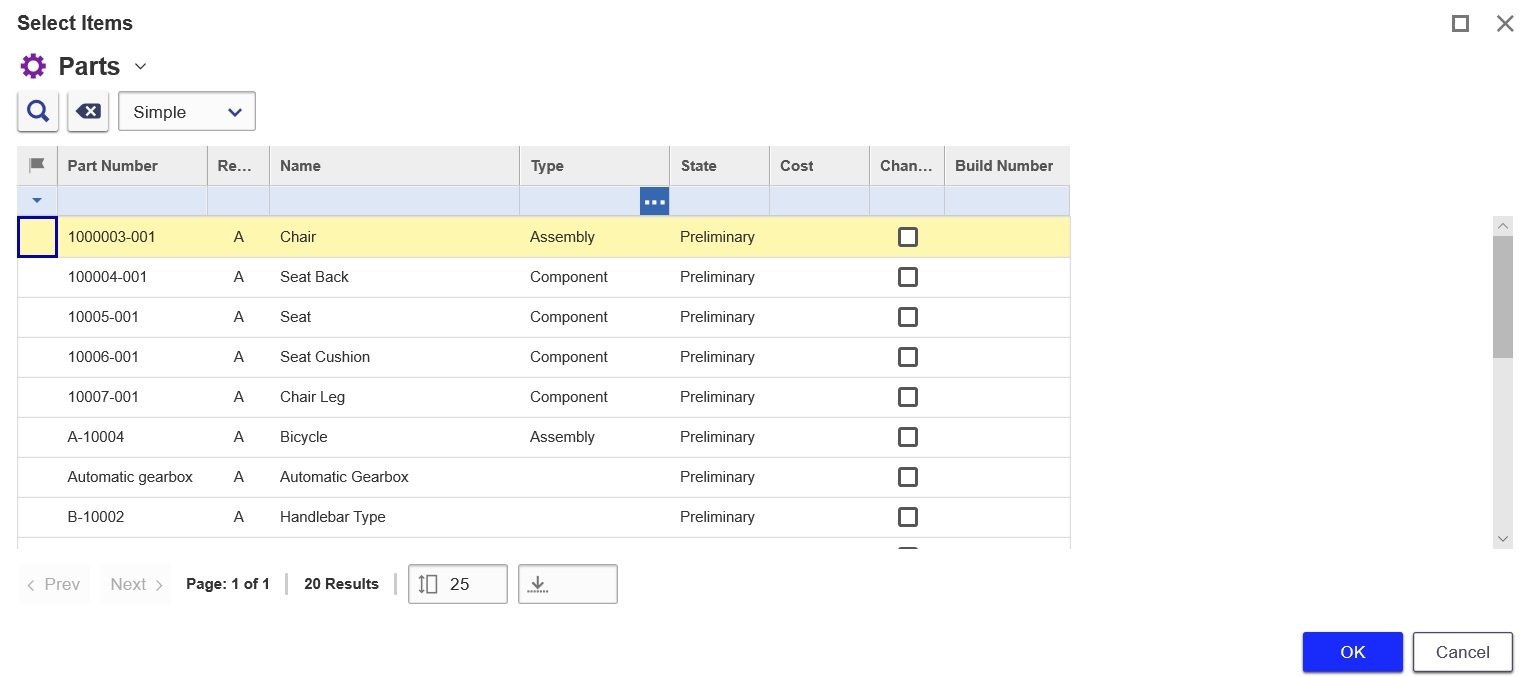 Select Items
Parts
Simple
Part Number Re... Name Type State Cost Chan... Build Number
...
1000003-001 A Chair Assembly Preliminary
100004-001 A Seat Back Component Preliminary
10005-001 A Seat Component Preliminary
10006-001 A Seat Cushion Component Preliminary
10007-001 A Chair Leg Component Preliminary
A-10004 A Bicycle Assembly Preliminary
Automatic gearbox A Automatic Gearbox Preliminary
B-10002 A Handlebar Type Preliminary
Prev Next Page: 1 of 1 20 Results 25
OK Cancel